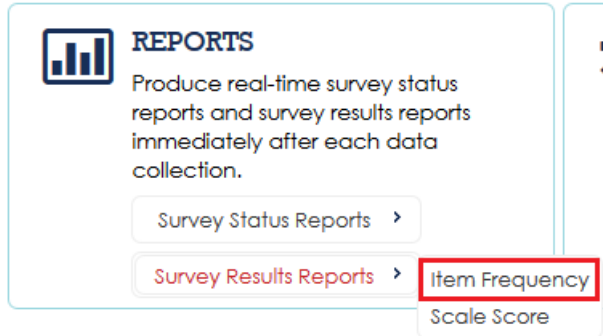 REPORTS
Produce real-time survey status
reports and survey results reports
immediately after each data
collection.
Survey Status Reports
Survey Results Reports
Item Frequency
Scale Score